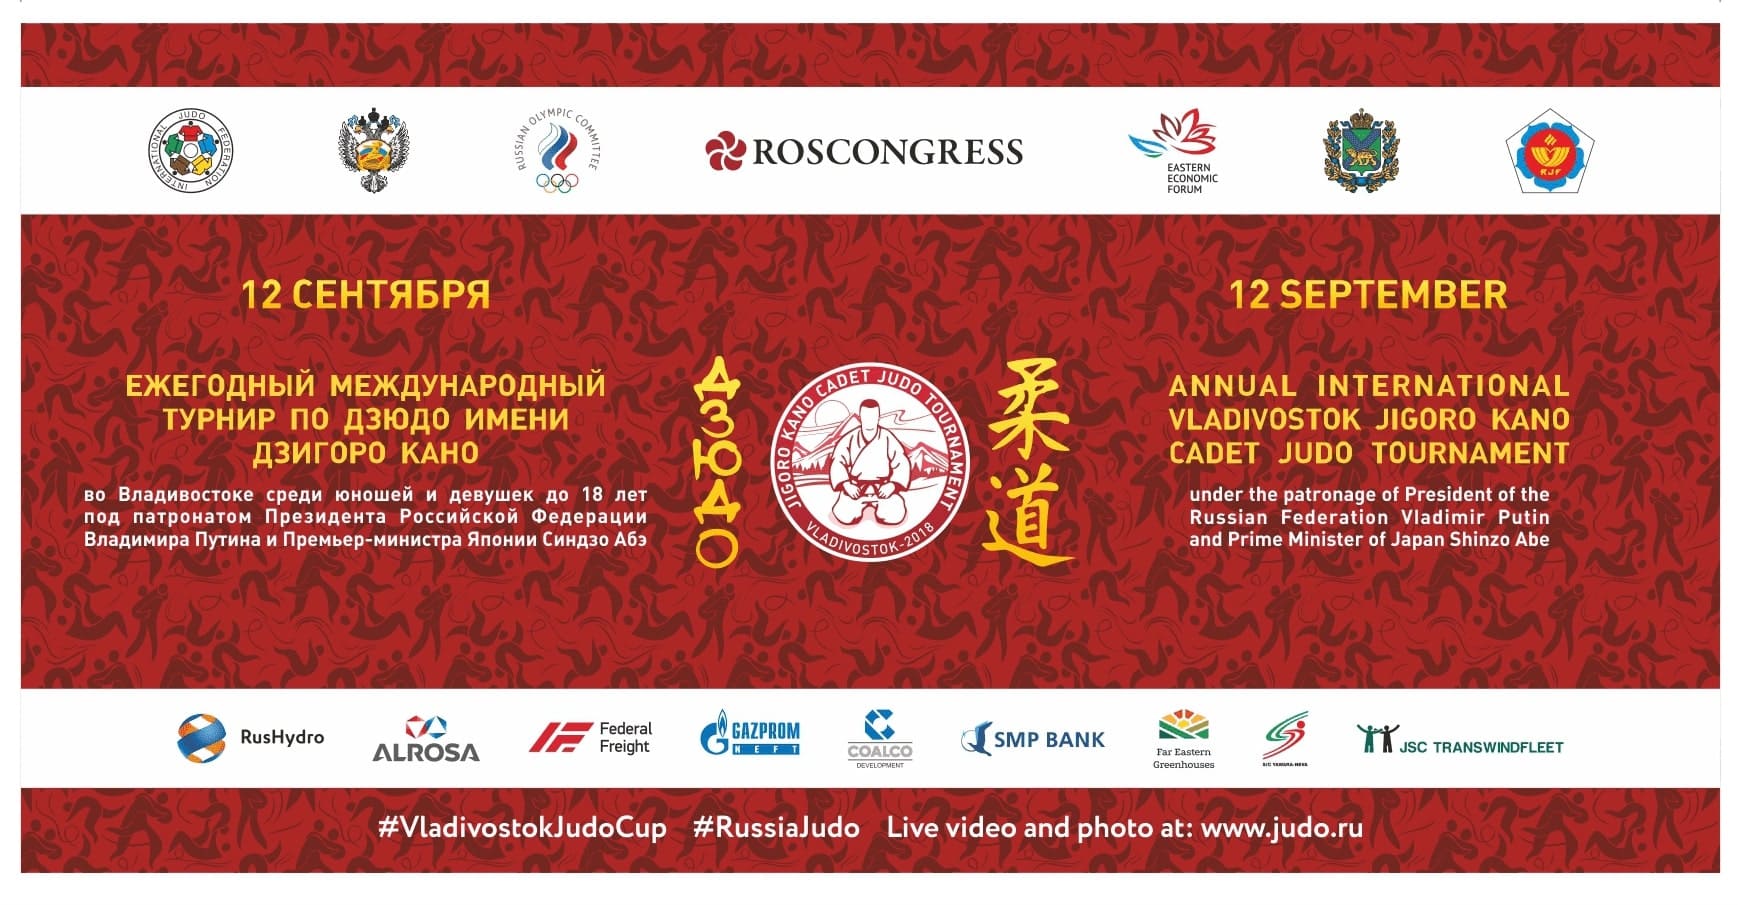 INTERNATIONAL JUDO FEDERATION
RUSSIAN OLYMPIC COMMITTEE
ROSCONGRESS
EASTERN
ECONOMIC
FORUM
KJF
12 СЕНТЯБРЯ
ЕЖЕГОДНЫЙ МЕЖДУНАРОДНЫЙ
ТУРНИР ПО ДЗЮДО ИМЕНИ
ДЗИГОРО КАНО
во Владивостоке среди юношей и девушек до 18 лет
под патронатом Президента Российской Федерации
Владимира Путина и Премьер-министра Японии Синдзо Абэ
ДЗЮДО
JIGORO KANO CADET JUDO TOURNAMENT
VLADIVOSTOK-2018
柔道
12 SEPTEMBER
ANNUAL INTERNATIONAL
VLADIVOSTOK JIGORO KANO
CADET JUDO TOURNAMENT
under the patronage of President of the
Russian Federation Vladimir Putin
and Prime Minister of Japan Shinzo Abe
RusHydro
ALROSA
Federal
Freight
GAZPROM
NEFT
COALCO
DEVELOPMENT
SMP BANK
Far Eastern
Greenhouses
S/C YAWARA-NEVA
JSC TRANSWINDFLEET
#VladivostokJudoCup #RussiaJudo Live video and photo at: www.judo.ru